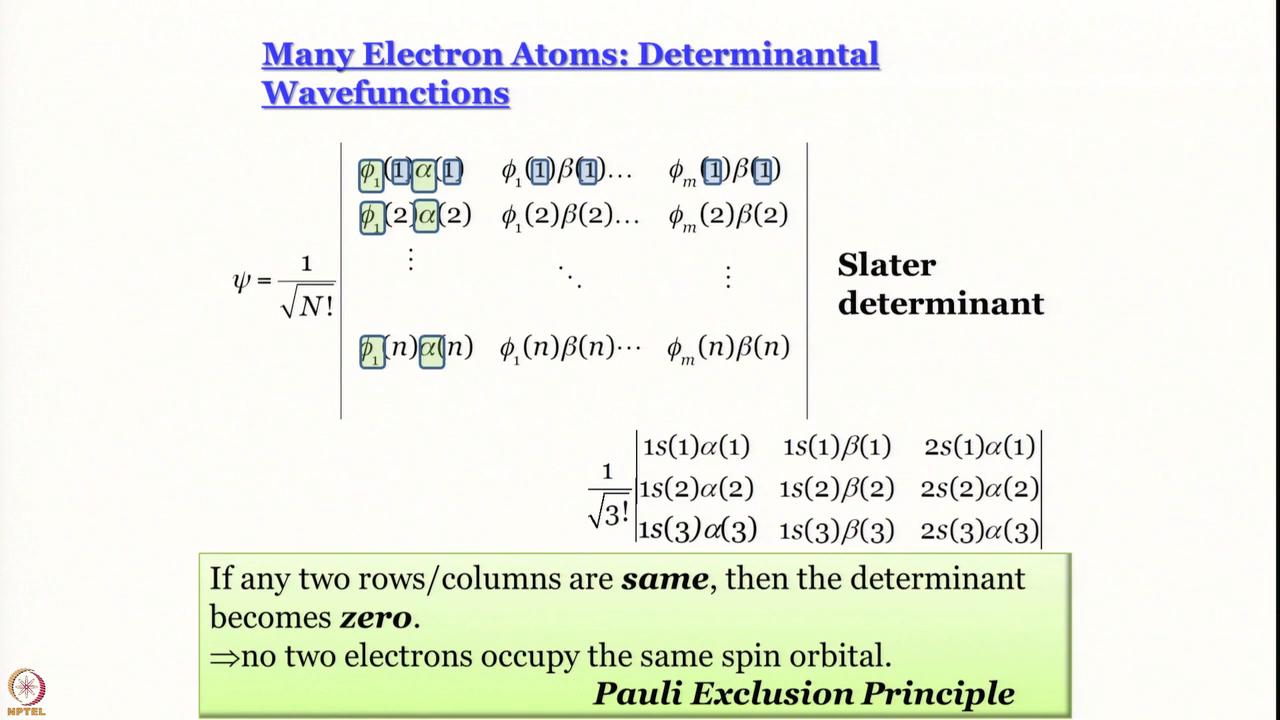 Many Electron Atoms: Determinantal
Wavefunctions
ϕ₁(1)α(1) ϕ₁(1)β(1)… ϕₘ(1)β(1)
ϕ₁(2)α(2) ϕ₁(2)β(2)… ϕₘ(2)β(2)
⋮ ⋱ ⋮
ψ = 1/√N!
Slater
determinant
ϕ₁(n)α(n) ϕ₁(n)β(n)⋯ ϕₘ(n)β(n)
1s(1)α(1) 1s(1)β(1) 2s(1)α(1)
1/√3! 1s(2)α(2) 1s(2)β(2) 2s(2)α(2)
1s(3)α(3) 1s(3)β(3) 2s(3)α(3)
If any two rows/columns are same, then the determinant
becomes zero.
⇒no two electrons occupy the same spin orbital.
Pauli Exclusion Principle
NPTEL